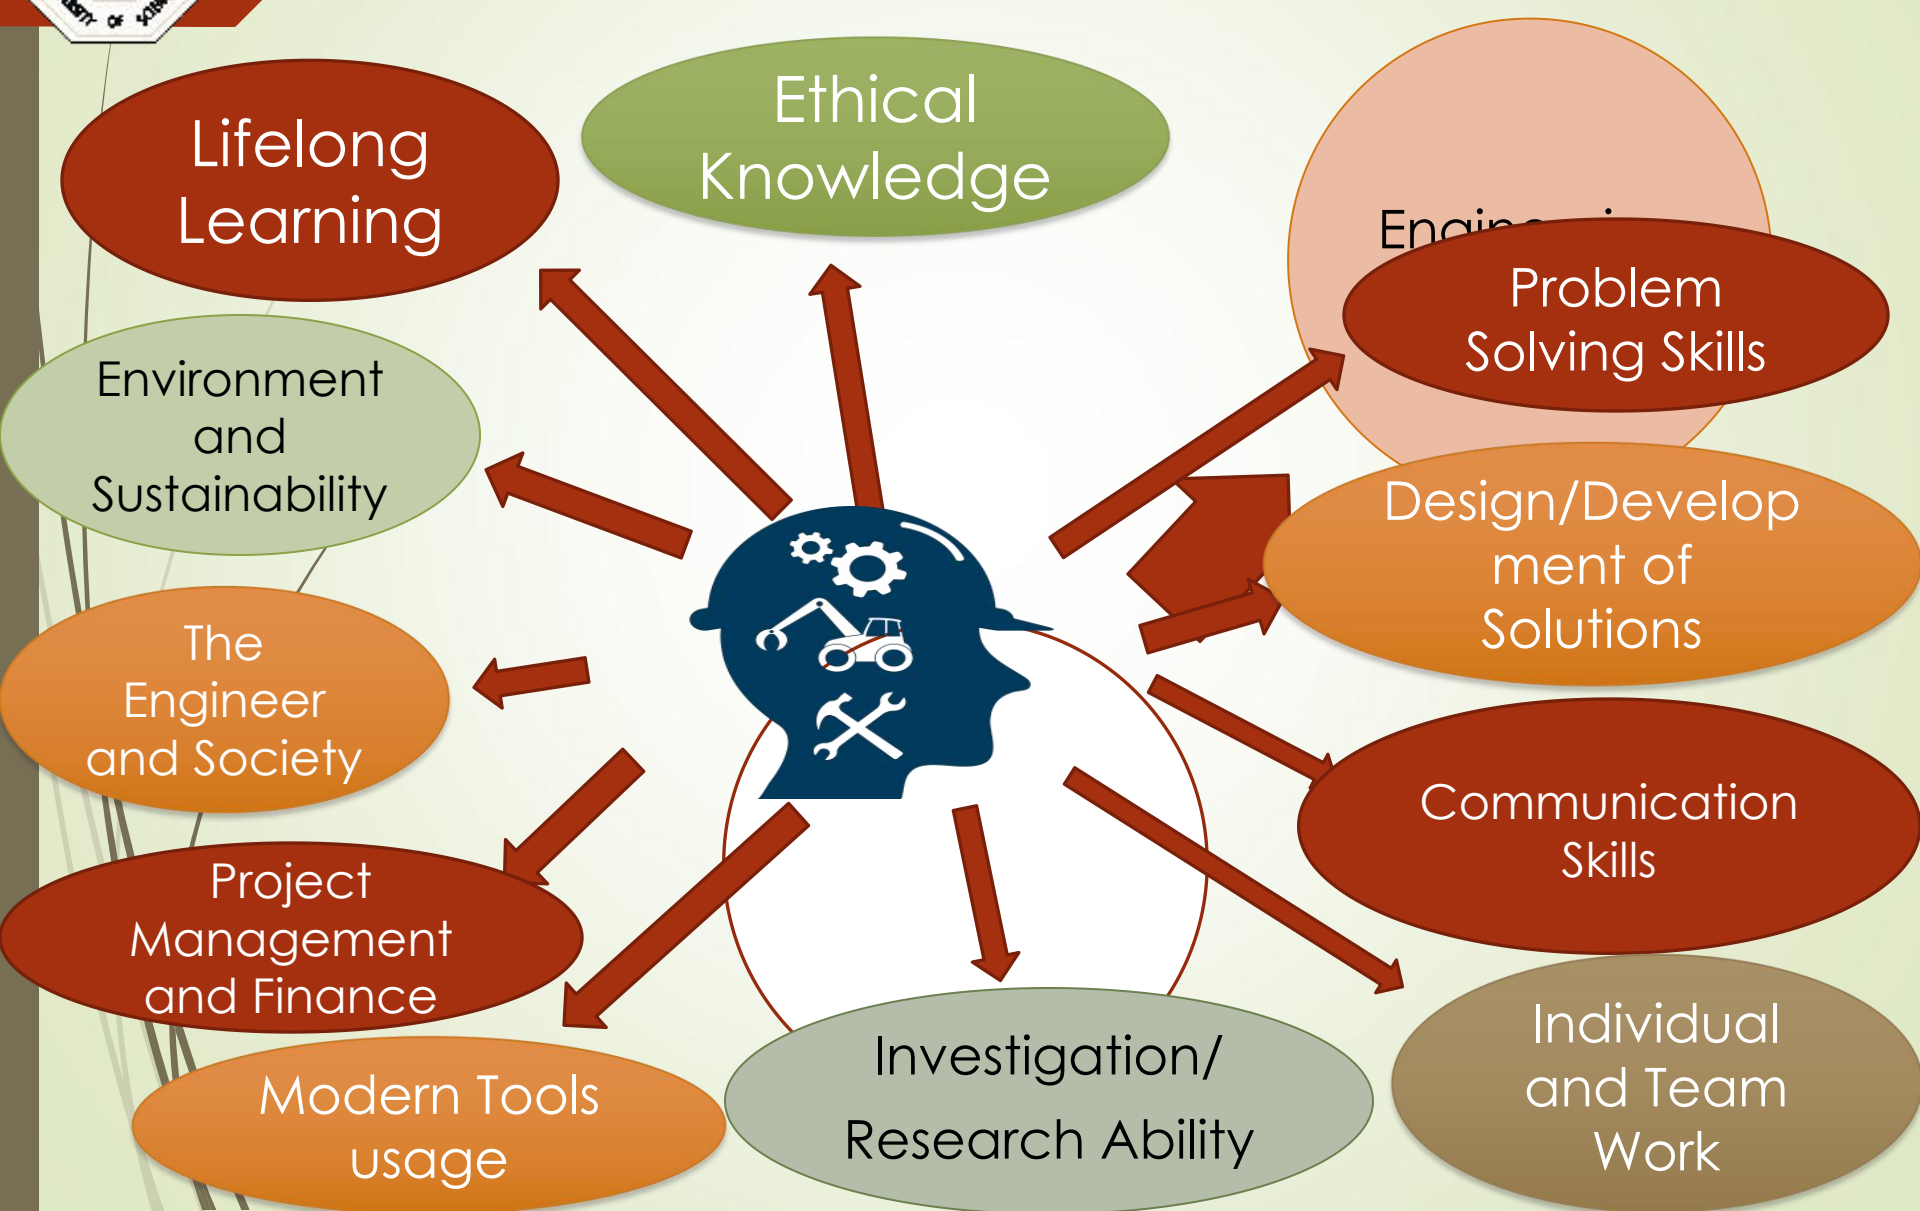 OF
Lifelong
Learning
Ethical
Knowledge
Problem
Solving Skills
Environment
and
Sustainability
Design/Develop
ment of
Solutions
The
Engineer
and Society
Communication
Skills
Project
Management
and Finance
Individual
and Team
Work
Investigation/
Research Ability
Modern Tools
usage